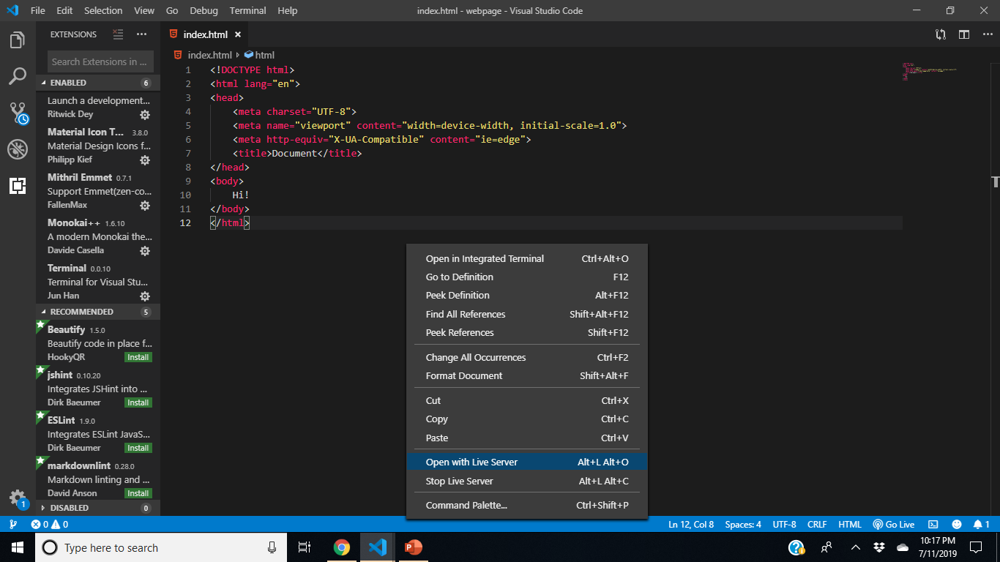 File Edit Selection View Go Debug Terminal Help index.html - webpage - Visual Studio Code
EXTENSIONS
Search Extensions in ...
ENABLED 6
Launch a development...
Ritwick Dey
Material Icon T... 3.8.0
Material Design Icons f...
Philipp Kief
Mithril Emmet 0.7.1
Support Emmet(zen-co...
FallenMax
Monokai++ 1.6.10
A modern Monokai the...
Davide Casella
Terminal 0.0.10
Terminal for Visual Stu...
Jun Han
RECOMMENDED 5
Beautify 1.5.0
Beautify code in place f...
HookyQR Install
jshint 0.10.20
Integrates JSHint into ...
Dirk Baeumer Install
ESLint 1.9.0
Integrates ESLint JavaS...
Dirk Baeumer Install
markdownlint 0.28.0
Markdown linting and ...
David Anson Install
DISABLED 0
1
index.html
index.html html
1 <!DOCTYPE html>
2 <html lang="en">
3 <head>
4 <meta charset="UTF-8">
5 <meta name="viewport" content="width=device-width, initial-scale=1.0">
6 <meta http-equiv="X-UA-Compatible" content="ie=edge">
7 <title>Document</title>
8 </head>
9 <body>
10 Hi!
11 </body>
12 </html>
Open in Integrated Terminal Ctrl+Alt+O
Go to Definition F12
Peek Definition Alt+F12
Find All References Shift+Alt+F12
Peek References Shift+F12
Change All Occurrences Ctrl+F2
Format Document Shift+Alt+F
Cut Ctrl+X
Copy Ctrl+C
Paste Ctrl+V
Open with Live Server Alt+L Alt+O
Stop Live Server Alt+L Alt+C
Command Palette... Ctrl+Shift+P
0 0 Ln 12, Col 8 Spaces: 4 UTF-8 CRLF HTML Go Live 1
Type here to search
10:17 PM
7/11/2019